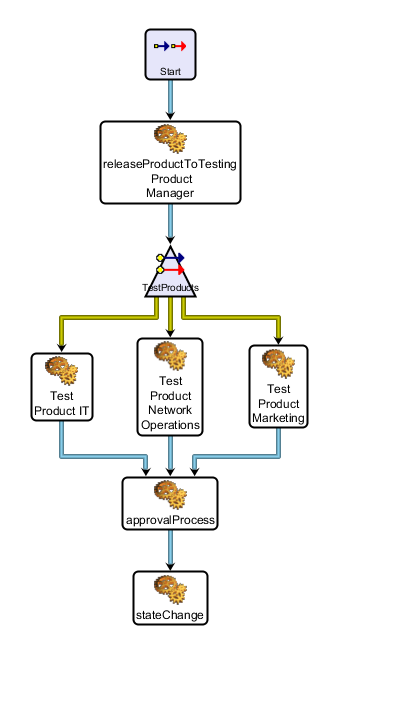 Start
releaseProductToTesting
Product
Manager
TestProducts
Test
Product IT
Test
Product
Network
Operations
Test
Product
Marketing
approvalProcess
stateChange